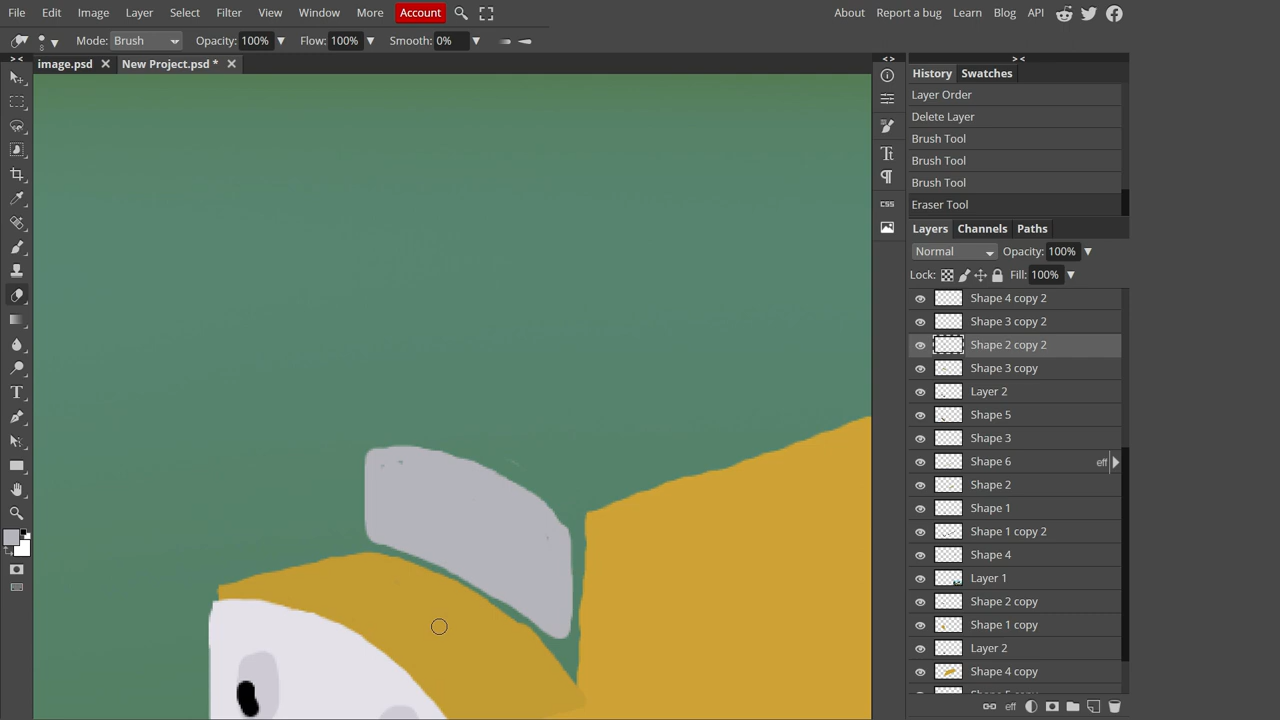 File Edit Image Layer Select Filter View Window More Account About Report a bug Learn Blog API
Mode: Brush Opacity: 100% Flow: 100% Smooth: 0%
> < image.psd New Project.psd * < > > <
History Swatches
Layer Order
Delete Layer
Brush Tool
Brush Tool
Brush Tool
Eraser Tool
Layers Channels Paths
Normal Opacity: 100%
Lock: Fill: 100%
CSS
Shape 4 copy 2
Shape 3 copy 2
Shape 2 copy 2
Shape 3 copy
Layer 2
Shape 5
Shape 3
Shape 6 eff
Shape 2
Shape 1
Shape 1 copy 2
Shape 4
Layer 1
Shape 2 copy
Shape 1 copy
Layer 2
Shape 4 copy
eff